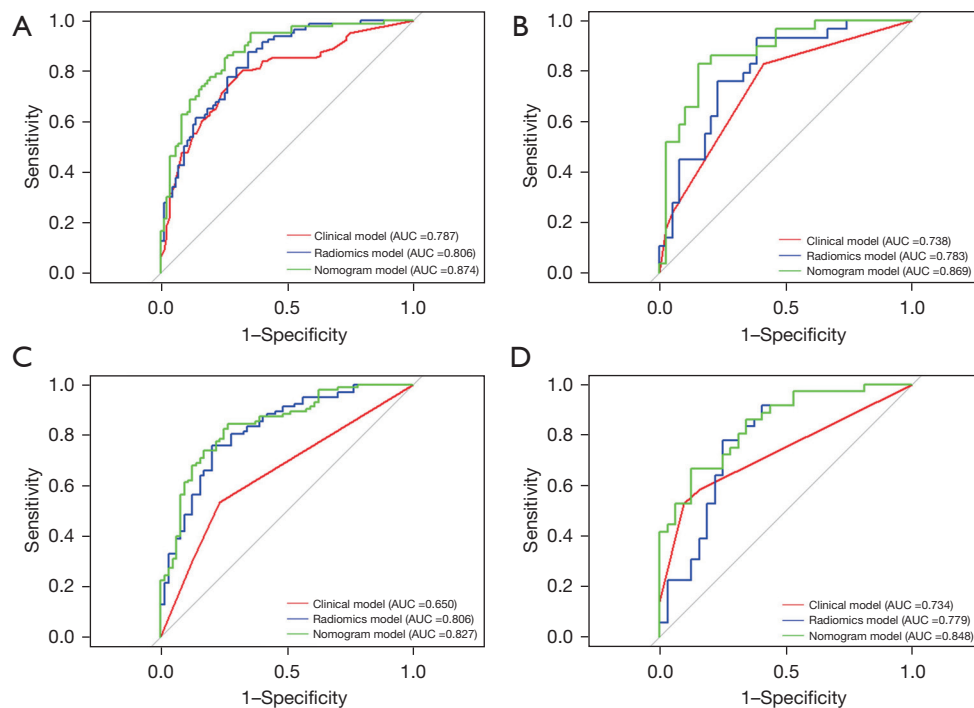 A
1.0
0.8
0.6
0.4
0.2
0.0
Sensitivity
Clinical model (AUC =0.787)
Radiomics model (AUC =0.806)
Nomogram model (AUC =0.874)
0.0 0.5 1.0
1–Specificity
B
1.0
0.8
0.6
0.4
0.2
0.0
Sensitivity
Clinical model (AUC =0.738)
Radiomics model (AUC =0.783)
Nomogram model (AUC =0.869)
0.0 0.5 1.0
1–Specificity
C
1.0
0.8
0.6
0.4
0.2
0.0
Sensitivity
Clinical model (AUC =0.650)
Radiomics model (AUC =0.806)
Nomogram model (AUC =0.827)
0.0 0.5 1.0
1–Specificity
D
1.0
0.8
0.6
0.4
0.2
0.0
Sensitivity
Clinical model (AUC =0.734)
Radiomics model (AUC =0.779)
Nomogram model (AUC =0.848)
0.0 0.5 1.0
1–Specificity